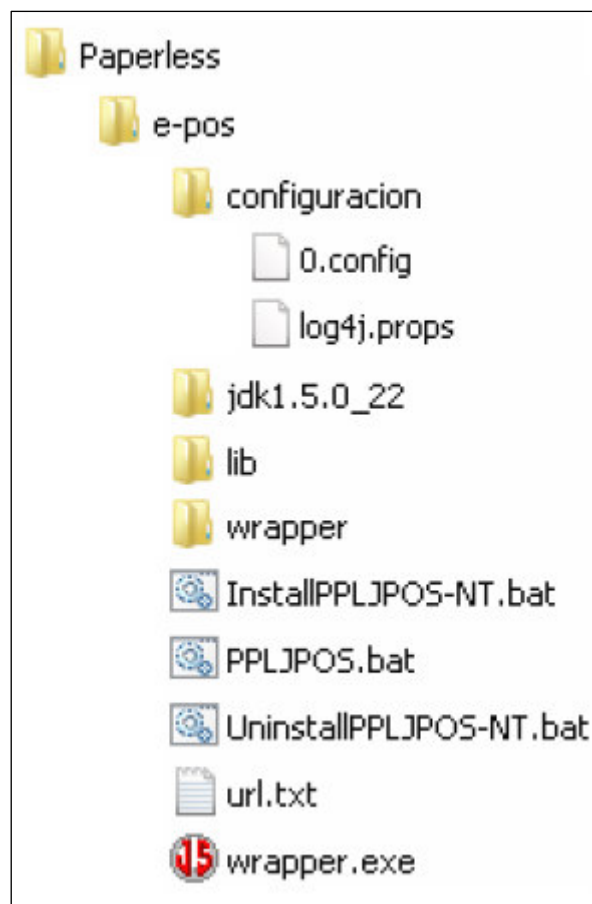 Paperless
e-pos
configuracion
0.config
log4j.props
jdk1.5.0_22
lib
wrapper
InstallPPLJPOS-NT.bat
PPLJPOS.bat
UninstallPPLJPOS-NT.bat
url.txt
wrapper.exe